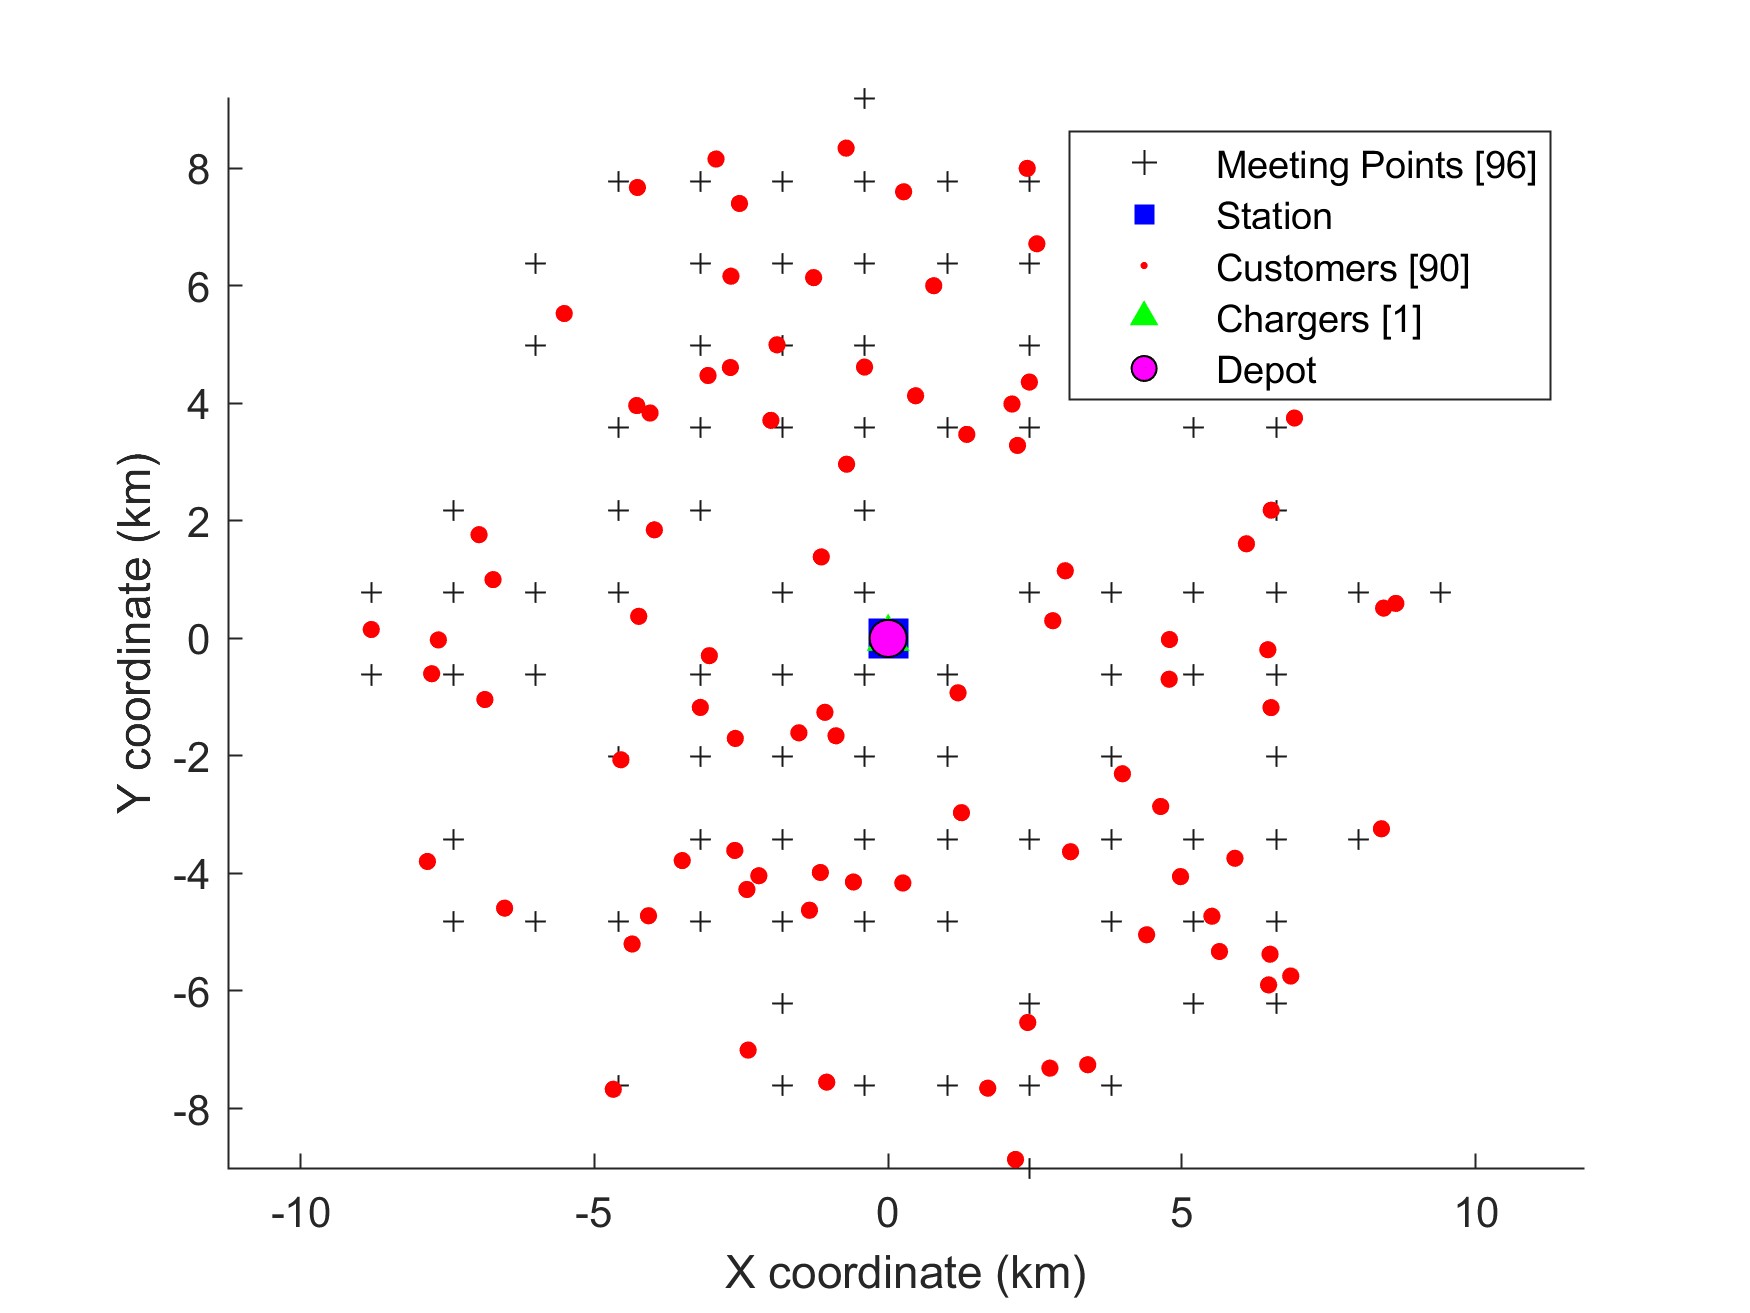 8
6
4
2
0
-2
-4
-6
-8
Y coordinate (km)
-10
-5
0
5
10
X coordinate (km)
Meeting Points [96]
Station
Customers [90]
Chargers [1]
Depot